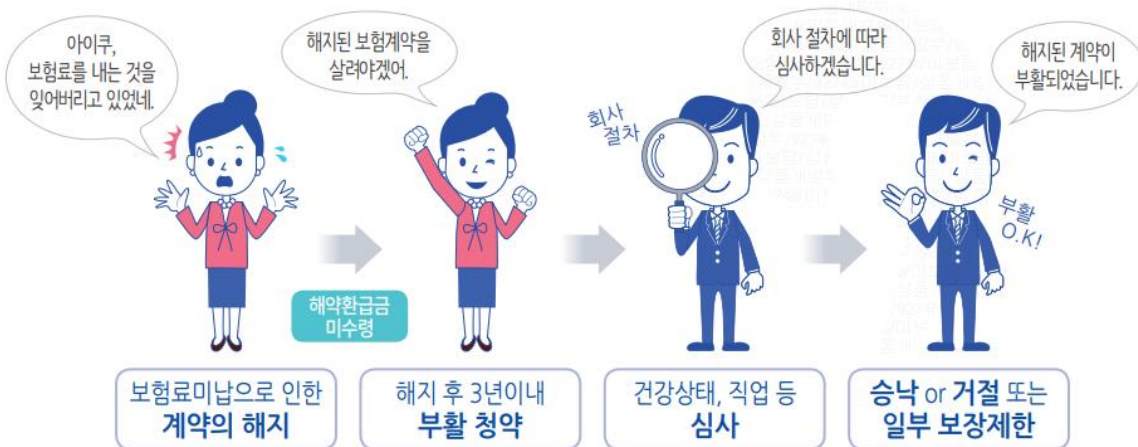 아이쿠,
보험료를 내는 것을
잊어버리고 있었네.
해지된 보험계약을
살려야겠어.
회사 절차에 따라
심사하겠습니다.
해지된 계약이
부활되었습니다.
회사
절차
부활
O.K!
해약환급금
미수령
보험료미납으로 인한
계약의 해지
해지 후 3년이내
부활 청약
건강상태, 직업 등
심사
승낙 or 거절 또는
일부 보장제한